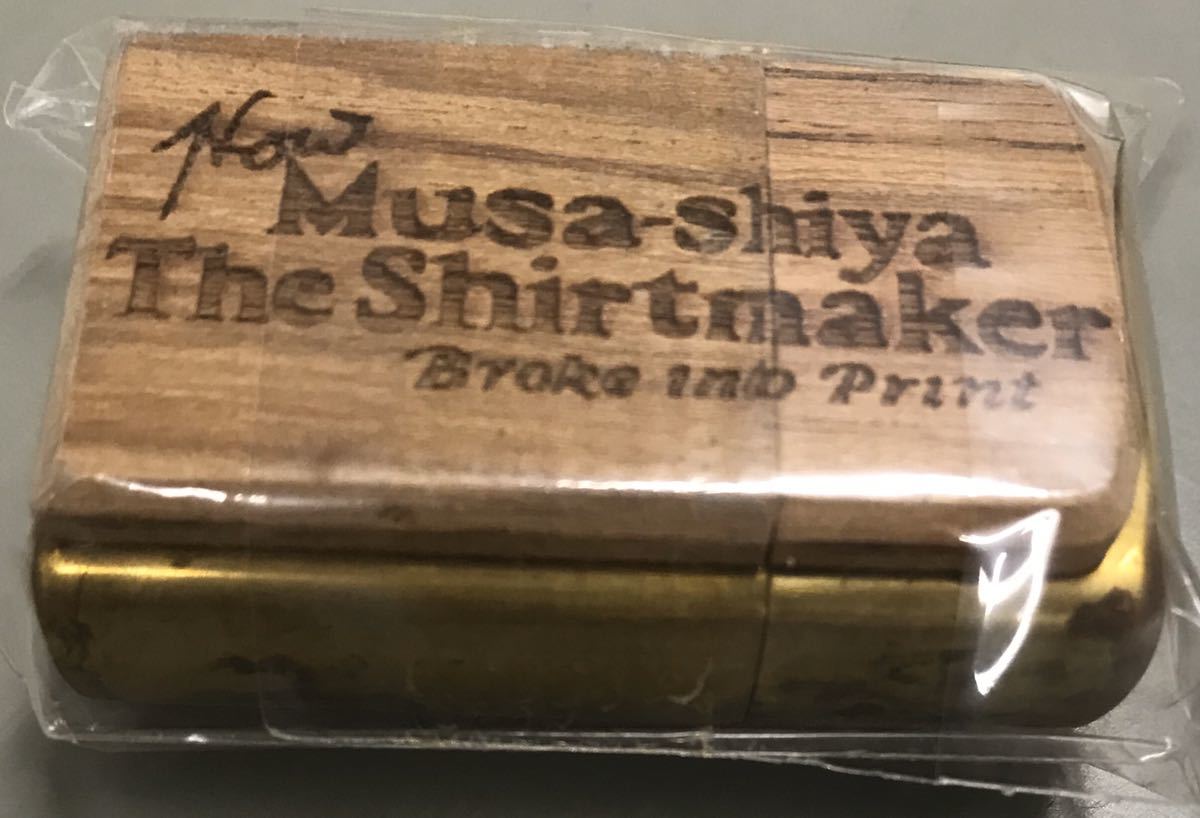 How
Musa-shiya
The Shirtmaker
Broke into Print